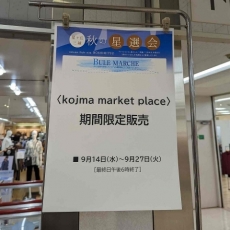 秋の星選会
BLUE MARCHE
〈kojma market place〉
期間限定販売
■ 9月14日(水)~9月27日(火)
[最終日午後6時終了]